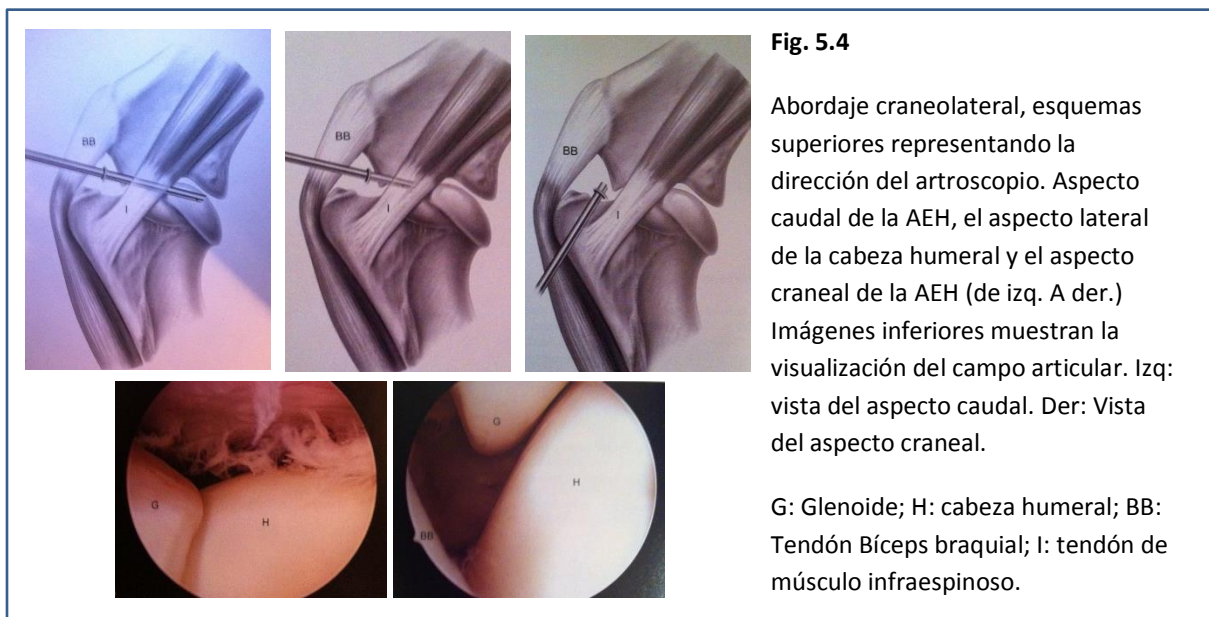 BB
I
BB
I
BB
I
G
H
G
H
BB
Fig. 5.4
Abordaje craneolateral, esquemas
superiores representando la
dirección del artroscopio. Aspecto
caudal de la AEH, el aspecto lateral
de la cabeza humeral y el aspecto
craneal de la AEH (de izq. A der.)
Imágenes inferiores muestran la
visualización del campo articular. Izq:
vista del aspecto caudal. Der: Vista
del aspecto craneal.
G: Glenoide; H: cabeza humeral; BB:
Tendón Bíceps braquial; I: tendón de
músculo infraespinoso.